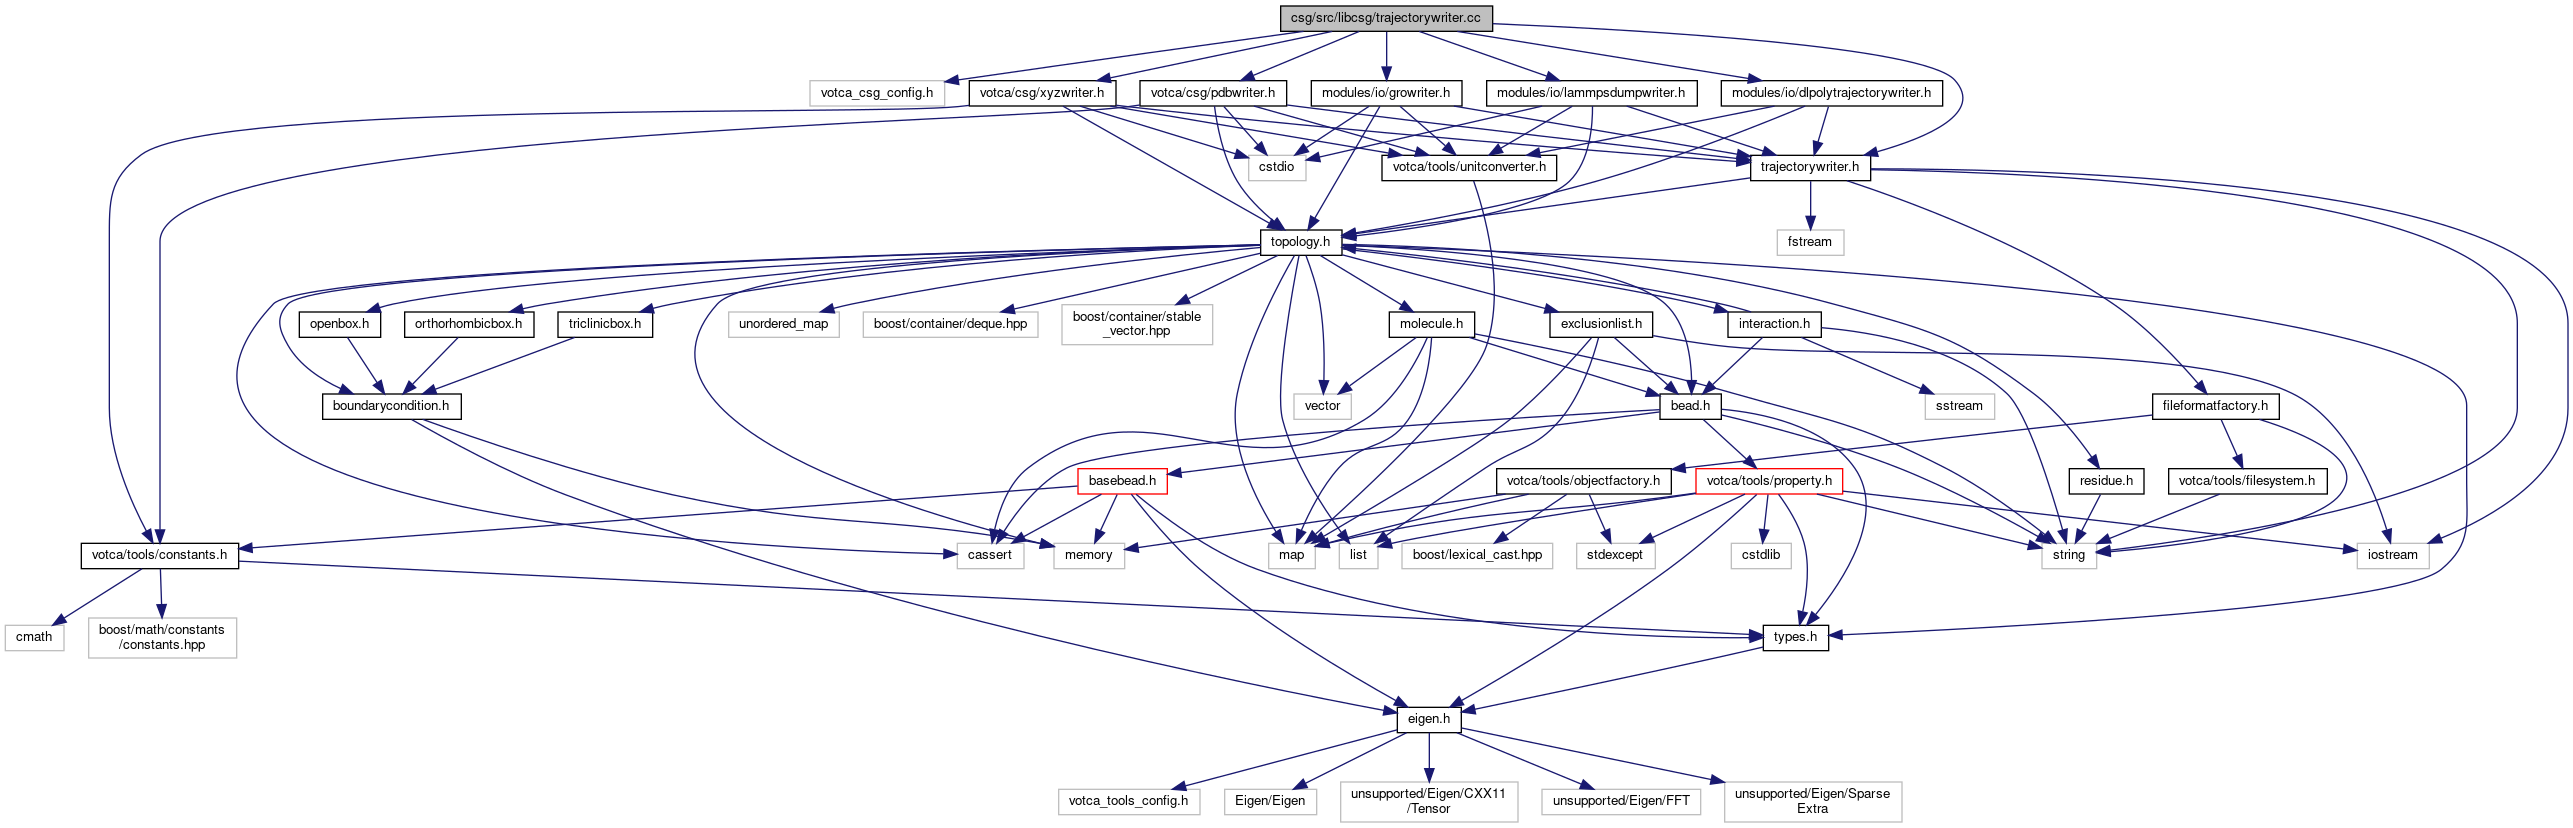 csg/src/libcsg/trajectorywriter.cc
votca_csg_config.h
votca/csg/xyzwriter.h
votca/csg/pdbwriter.h
modules/io/growriter.h
modules/io/lammpsdumpwriter.h
modules/io/dlpolytrajectorywriter.h
cstdio
votca/tools/unitconverter.h
trajectorywriter.h
topology.h
fstream
openbox.h
orthorhombicbox.h
triclinicbox.h
unordered_map
boost/container/deque.hpp
boost/container/stable
_vector.hpp
molecule.h
exclusionlist.h
interaction.h
boundarycondition.h
vector
bead.h
sstream
fileformatfactory.h
basebead.h
votca/tools/objectfactory.h
votca/tools/property.h
residue.h
votca/tools/filesystem.h
votca/tools/constants.h
cassert
memory
map
list
boost/lexical_cast.hpp
stdexcept
cstdlib
string
iostream
cmath
boost/math/constants
/constants.hpp
types.h
eigen.h
votca_tools_config.h
Eigen/Eigen
unsupported/Eigen/CXX11
/Tensor
unsupported/Eigen/FFT
unsupported/Eigen/Sparse
Extra